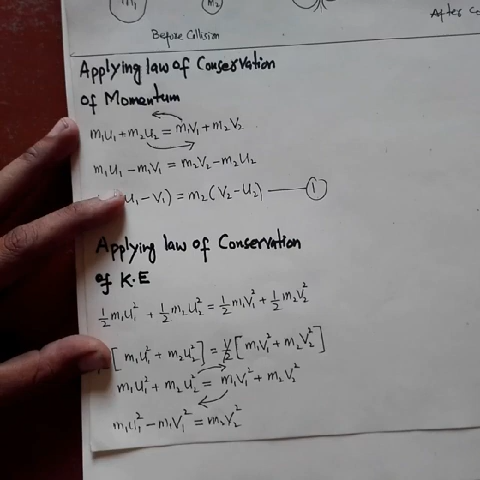 m₁ m₂
Before Collision After
Applying law of Conservation
of Momentum
m₁u₁ + m₂u₂ = m₁v₁ + m₂v₂
m₁u₁ - m₁v₁ = m₂v₂ - m₂u₂
u₁ - v₁) = m₂(v₂ - u₂) ①
Applying law of Conservation
of K.E
½m₁u₁² + ½m₂u₂² = ½m₁v₁² + ½m₂v₂²
[m₁u₁² + m₂u₂²] = ½[m₁v₁² + m₂v₂²]
m₁u₁² + m₂u₂² = m₁v₁² + m₂v₂²
m₁u₁² - m₁v₁² = m₂v₂²